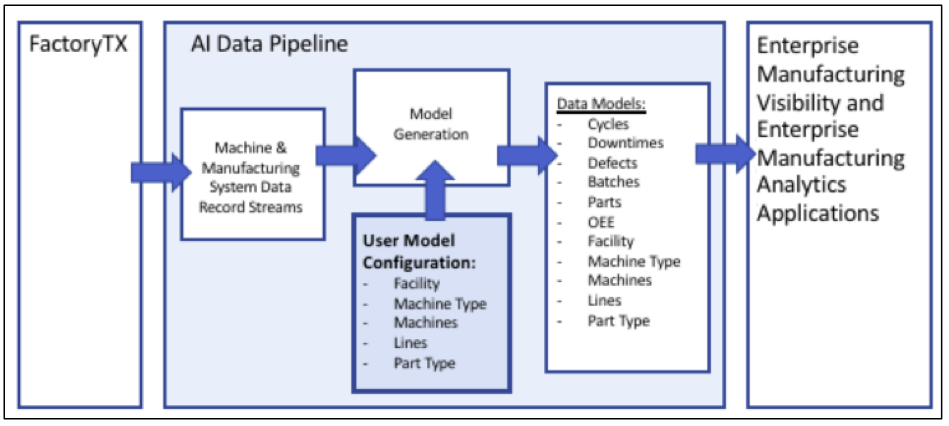 FactoryTX
AI Data Pipeline
Machine &
Manufacturing
System Data
Record Streams
Model
Generation
User Model
Configuration:
- Facility
- Machine Type
- Machines
- Lines
- Part Type
Data Models:
- Cycles
- Downtimes
- Defects
- Batches
- Parts
- OEE
- Facility
- Machine Type
- Machines
- Lines
- Part Type
Enterprise
Manufacturing
Visibility and
Enterprise
Manufacturing
Analytics
Applications